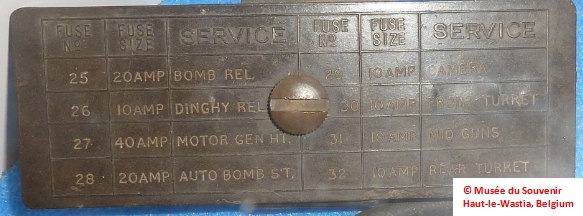 FUSE Nº FUSE SIZE SERVICE FUSE Nº FUSE SIZE SERVICE
25 20AMP BOMB REL. 29 10AMP CAMERA
26 10AMP DINGHY REL 30 10AMP FRONT TURRET
27 40AMP MOTOR GEN HT. 31 10AMP MID GUNS
28 20AMP AUTO BOMB S'T. 32 10AMP REAR TURRET
© Musée du Souvenir
Haut-le-Wastia, Belgium